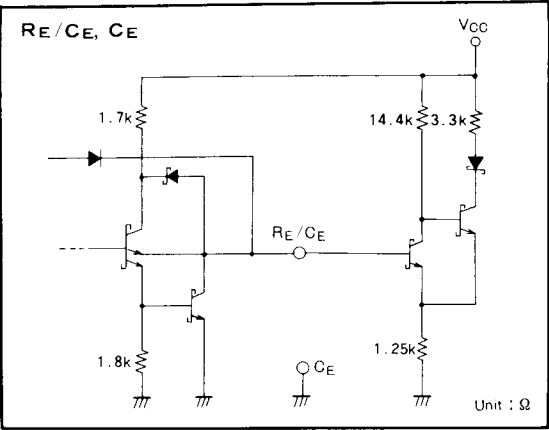 RE/CE, CE
VCC
1.7k
14.4k
3.3k
RE/CE
1.8k
CE
1.25k
Unit : Ω